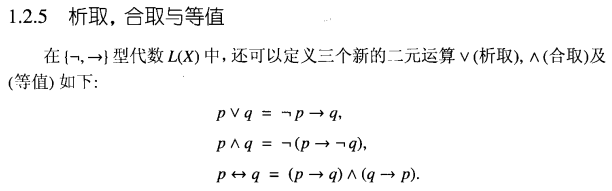 1.2.5 析取, 合取与等值
在{¬,→}型代数 L(X) 中,还可以定义三个新的二元运算∨(析取), ∧(合取)及
(等值) 如下:
p ∨ q = ¬ p → q,
p ∧ q = ¬ (p → ¬ q),
p ↔ q = (p → q) ∧ (q → p).